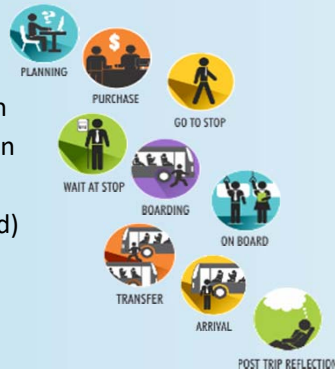 PLANNING
$
PURCHASE
GO TO STOP
WAIT AT STOP
BOARDING
ON BOARD
TRANSFER
ARRIVAL
POST TRIP REFLECTION
n
n
d)